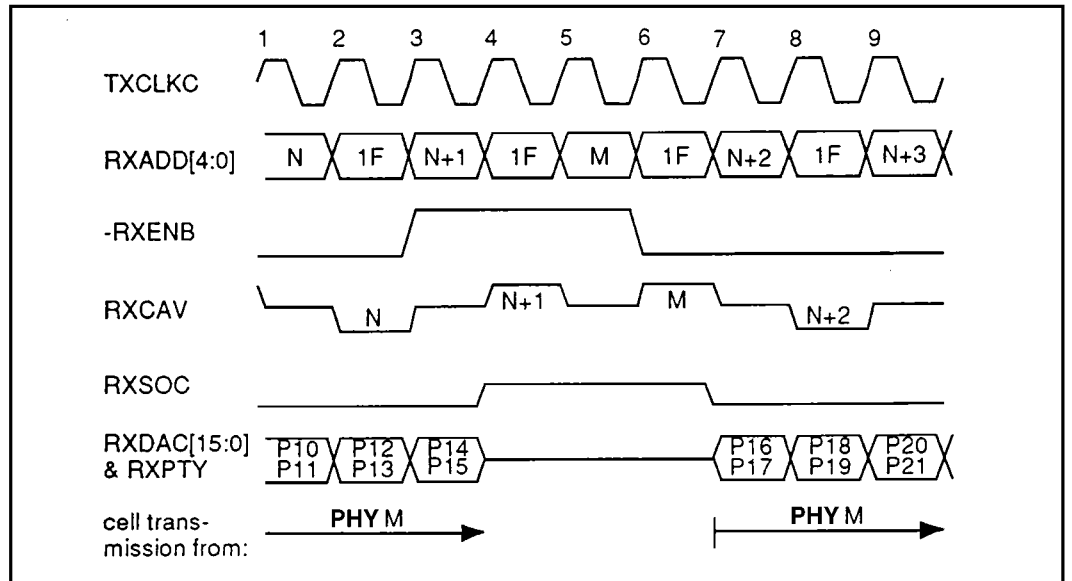 1 2 3 4 5 6 7 8 9
TXCLKC
RXADD[4:0] N 1F N+1 1F M 1F N+2 1F N+3
-RXENB
RXCAV N N+1 M N+2
RXSOC
RXDAC[15:0] P10 P12 P14 P16 P18 P20
& RXPTY P11 P13 P15 P17 P19 P21
cell trans- PHY M PHY M
mission from: